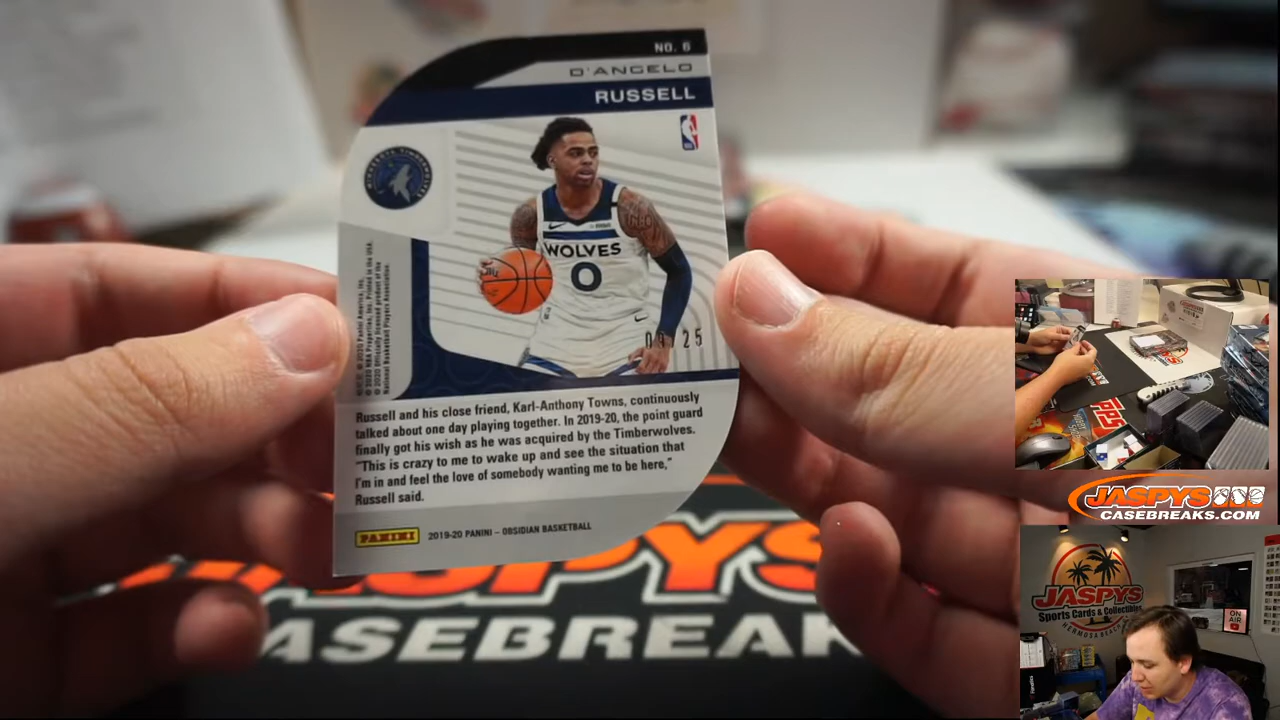 NO. 6
D'ANGELO
RUSSELL
MINNESOTA TIMBERWOLVES
WOLVES
0
/25
© 2020 Panini America, Inc.
© 2020 NBA Properties, Inc. Printed in the USA.
© 2020 Officially licensed product of the
National Basketball Players Association
Russell and his close friend, Karl-Anthony Towns, continuously
talked about one day playing together. In 2019-20, the point guard
finally got his wish as he was acquired by the Timberwolves.
"This is crazy to me to wake up and see the situation that
I'm in and feel the love of somebody wanting me to be here,"
Russell said.
PANINI
2019-20 PANINI – OBSIDIAN BASKETBALL
JASPYS
CASEBREAK
JASPYS
CASEBREAKS.COM
JASPYS
Sports Cards & Collectibles
HERMOSA BEACH
ON
AIR